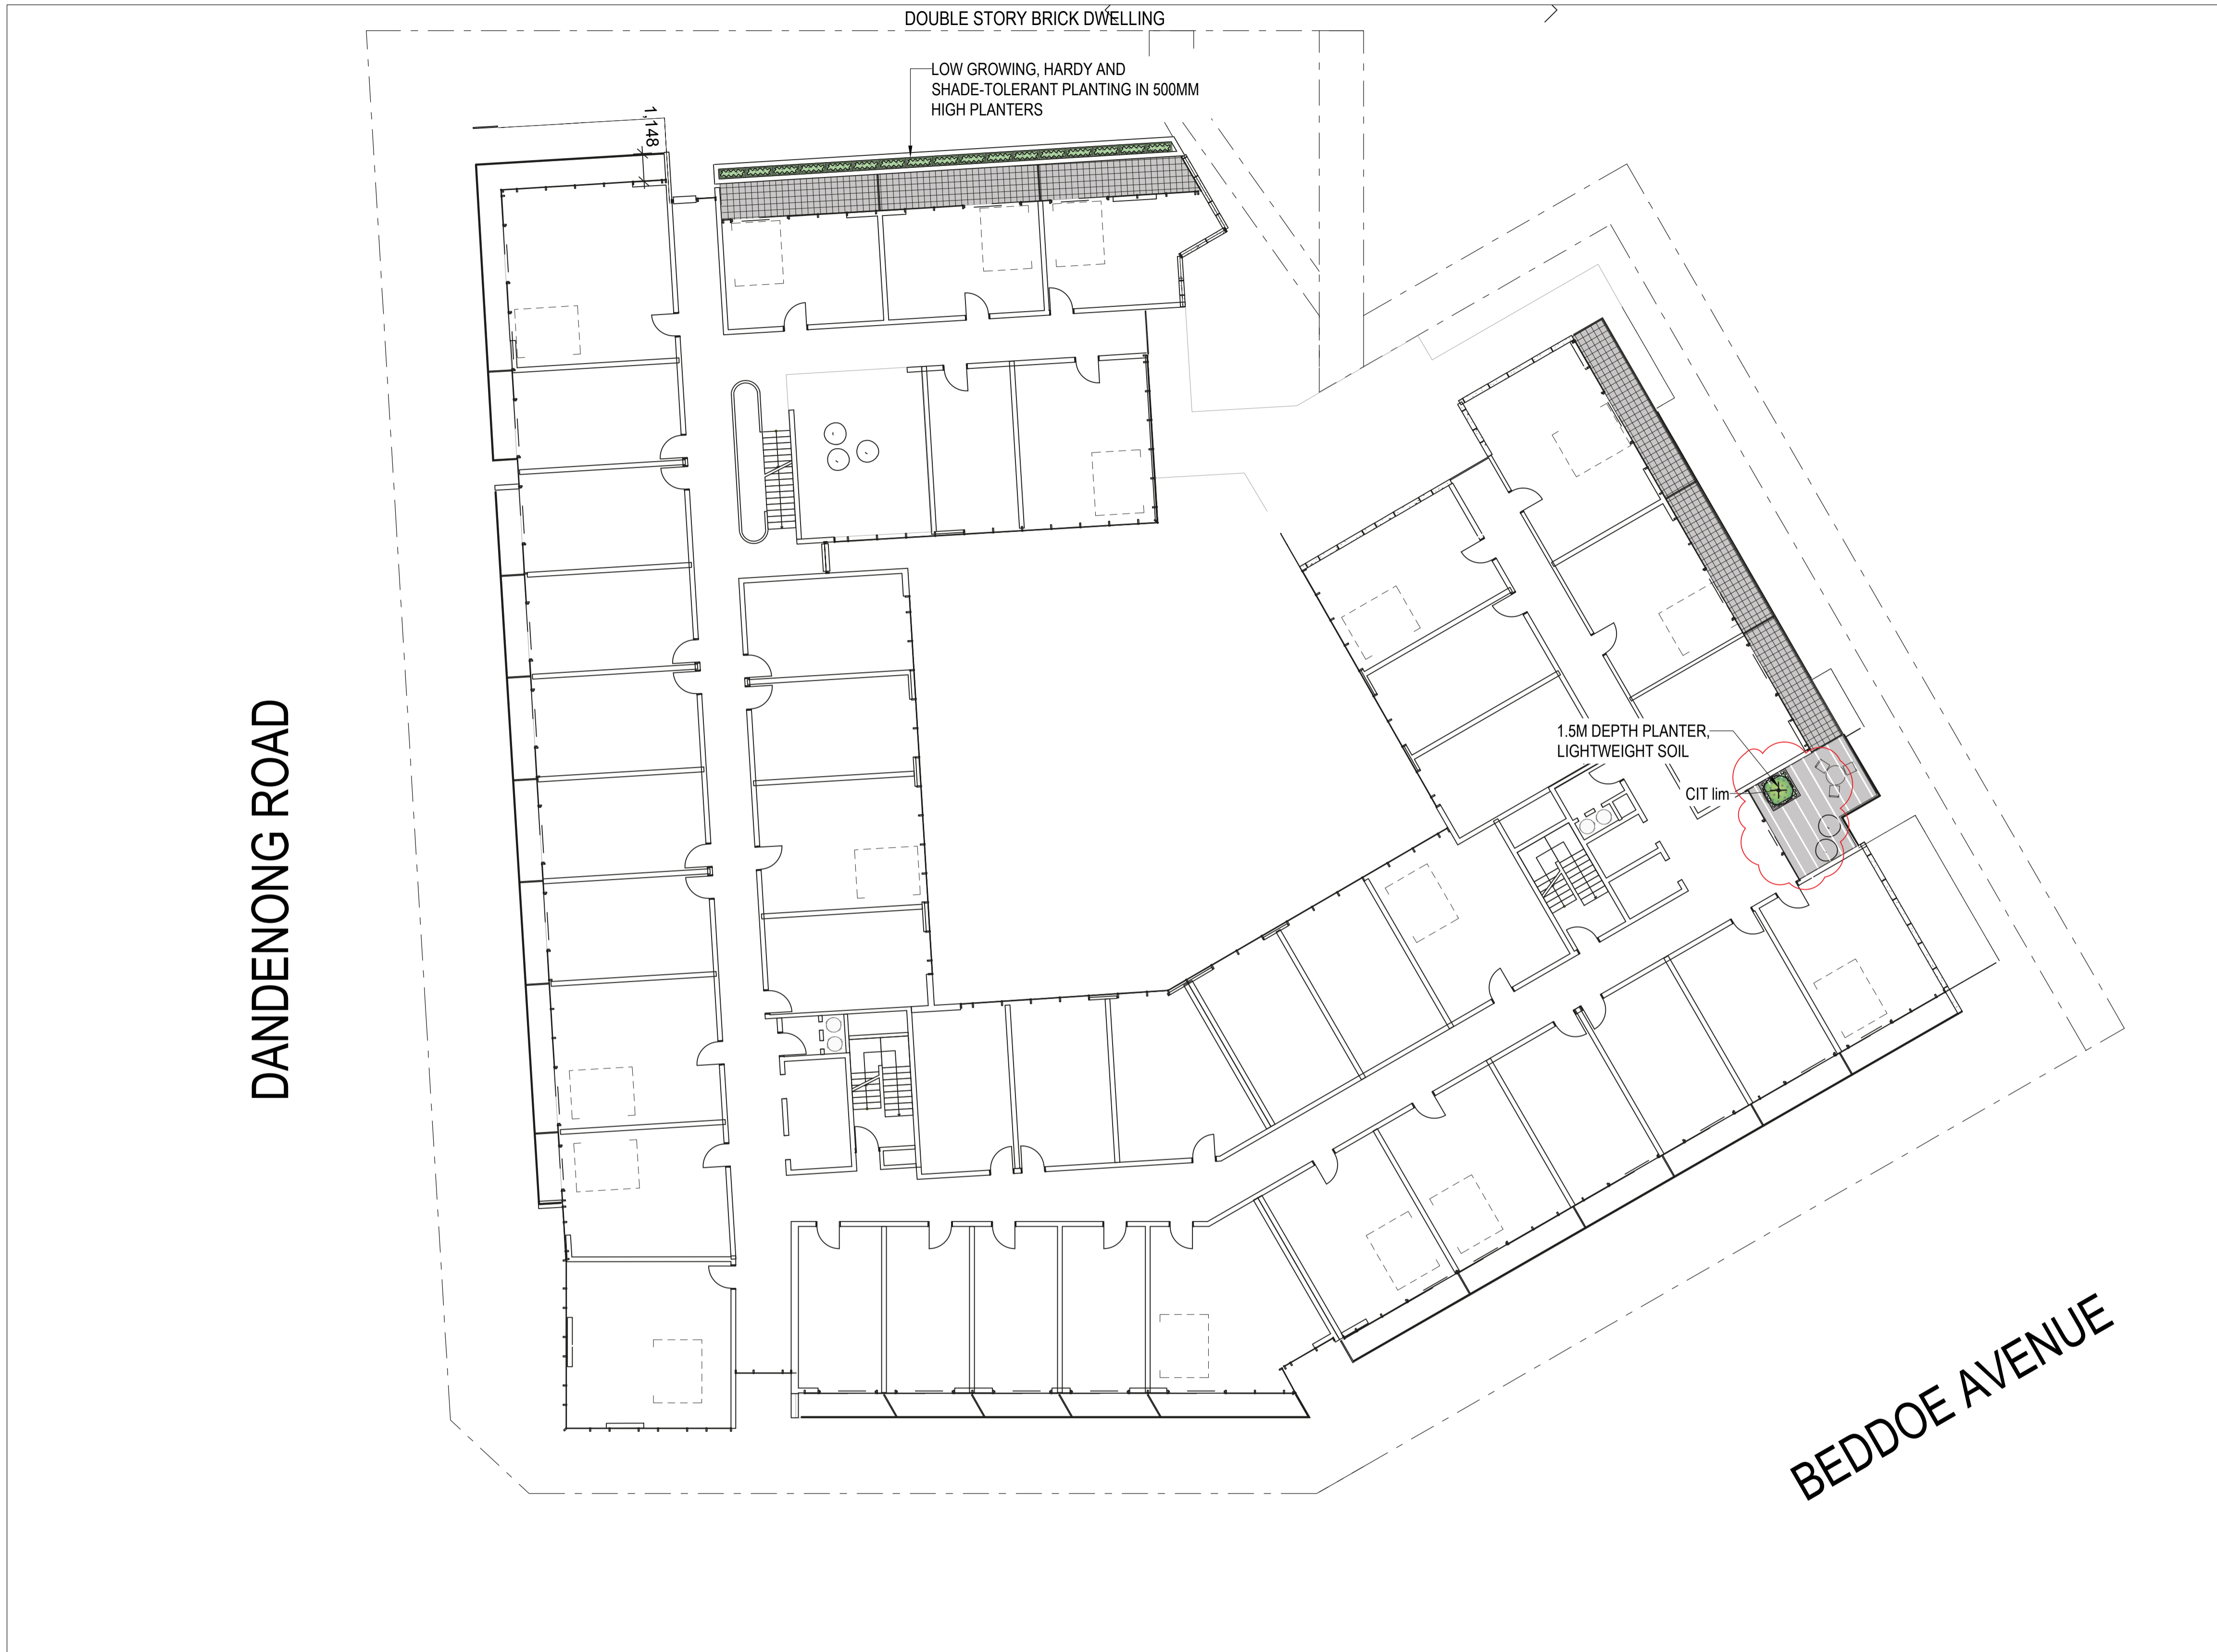 DOUBLE STORY BRICK DWELLING
LOW GROWING, HARDY AND
SHADE-TOLERANT PLANTING IN 500MM
HIGH PLANTERS
1,148
DANDENONG ROAD
1.5M DEPTH PLANTER,
LIGHTWEIGHT SOIL
CIT lim
BEDDOE AVENUE